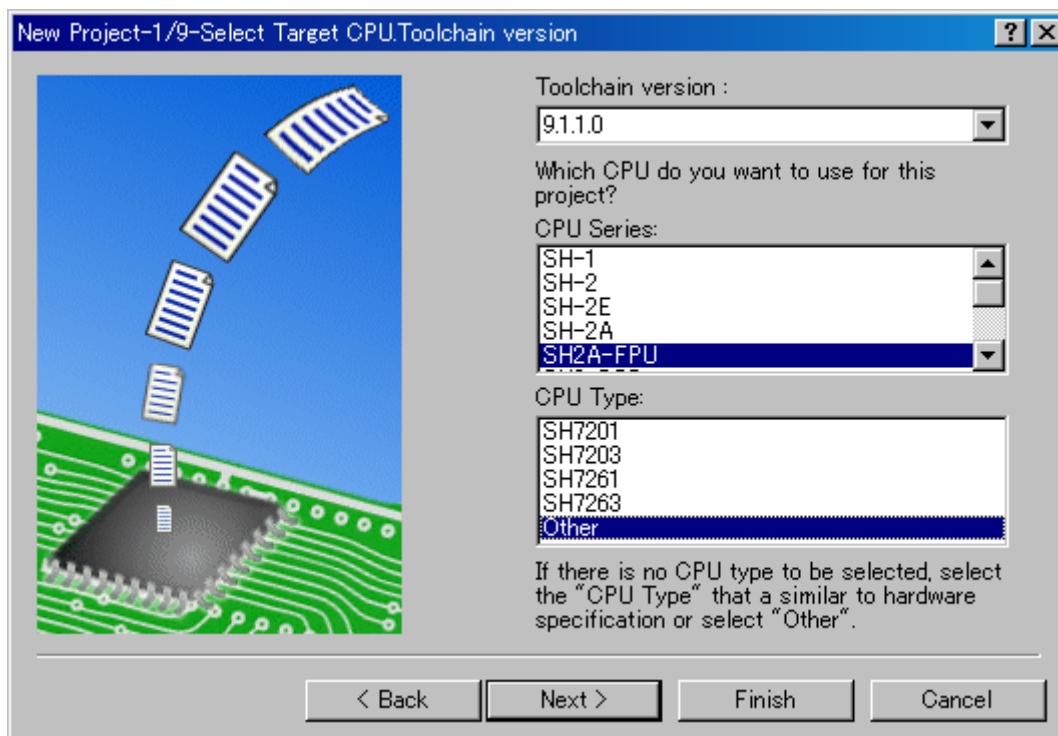 New Project-1/9-Select Target CPU.Toolchain version
Toolchain version :
9.1.1.0
Which CPU do you want to use for this
project?
CPU Series:
SH-1
SH-2
SH-2E
SH-2A
SH2A-FPU
CPU Type:
SH7201
SH7203
SH7261
SH7263
Other
If there is no CPU type to be selected, select
the "CPU Type" that a similar to hardware
specification or select "Other".
< Back
Next >
Finish
Cancel